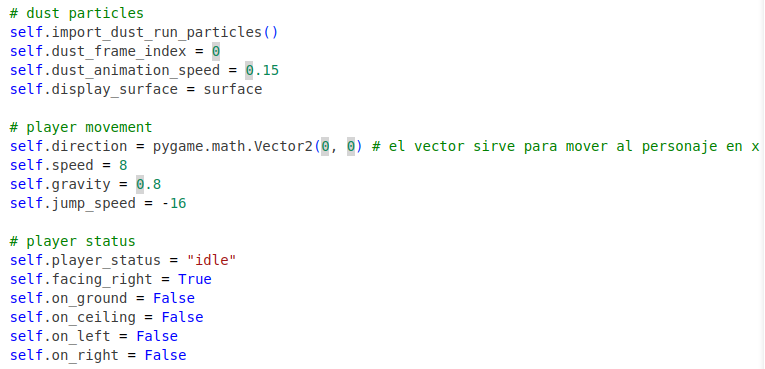 # dust particles
self.import_dust_run_particles()
self.dust_frame_index = 0
self.dust_animation_speed = 0.15
self.display_surface = surface
# player movement
self.direction = pygame.math.Vector2(0, 0) # el vector sirve para mover al personaje en x
self.speed = 8
self.gravity = 0.8
self.jump_speed = -16
# player status
self.player_status = "idle"
self.facing_right = True
self.on_ground = False
self.on_ceiling = False
self.on_left = False
self.on_right = False